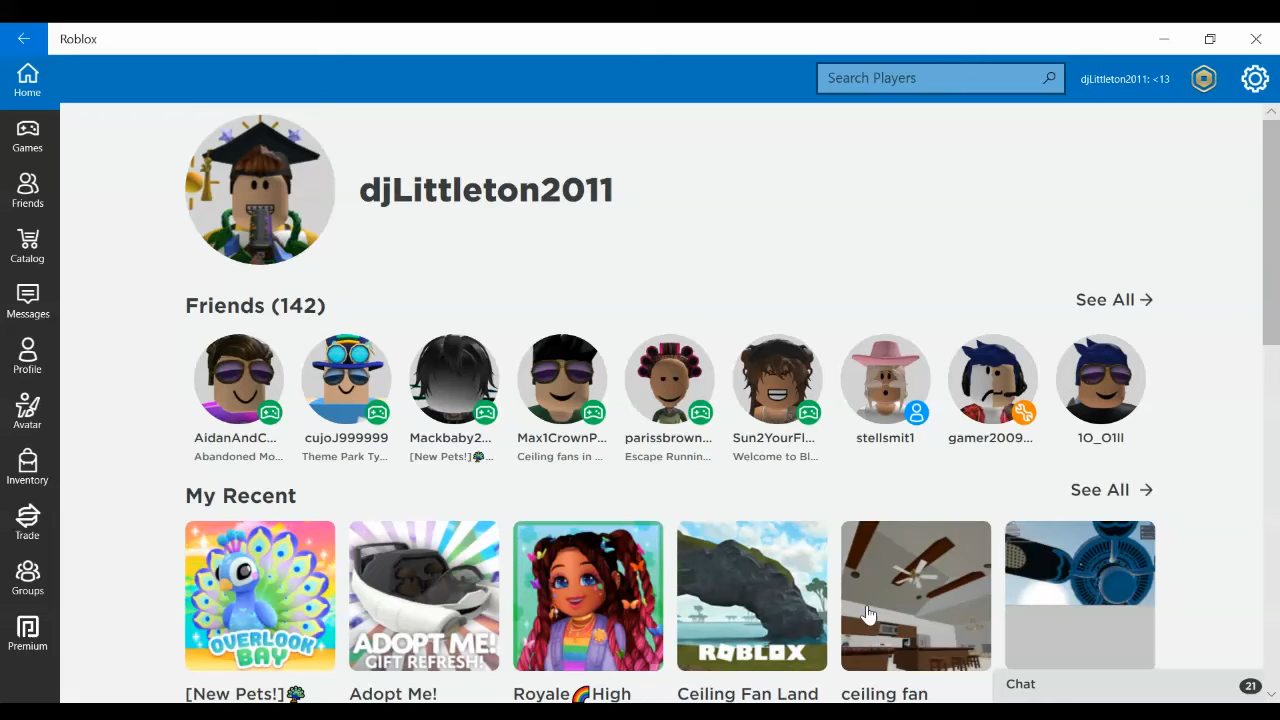 Roblox
Home
Search Players
djLittleton2011: <13
Games
Friends
Catalog
Messages
Profile
Avatar
Inventory
Trade
Groups
Premium
djLittleton2011
Friends (142)
See All
AidanAndC...
cujoJ999999
Mackbaby2...
Max1CrownP...
parissbrown...
Sun2YourFl...
stellsmit1
gamer2009...
1O_O1Il
Abandoned Mo...
Theme Park Ty...
[New Pets!]🦚...
Ceiling fans in ...
Escape Runnin...
Welcome to Bl...
My Recent
See All
OVERLOOK BAY
ADOPT ME!
GIFT REFRESH!
ROBLOX
[New Pets!]🦚
Adopt Me!
Royale🌈High
Ceiling Fan Land
ceiling fan
Chat
21